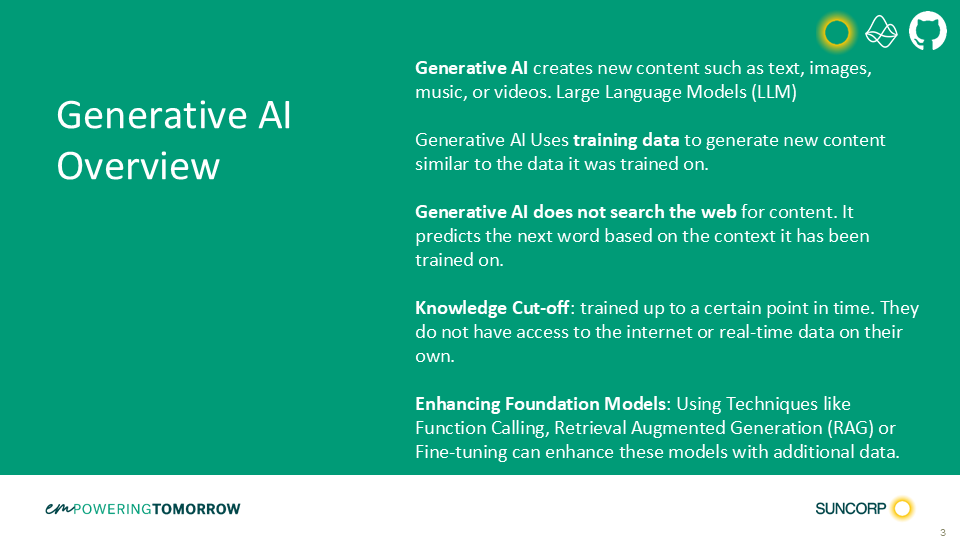 Generative AI
Overview
Generative AI creates new content such as text, images,
music, or videos. Large Language Models (LLM)
Generative AI Uses training data to generate new content
similar to the data it was trained on.
Generative AI does not search the web for content. It
predicts the next word based on the context it has been
trained on.
Knowledge Cut-off: trained up to a certain point in time. They
do not have access to the internet or real-time data on their
own.
Enhancing Foundation Models: Using Techniques like
Function Calling, Retrieval Augmented Generation (RAG) or
Fine-tuning can enhance these models with additional data.
emPOWERINGTOMORROW
SUNCORP
3